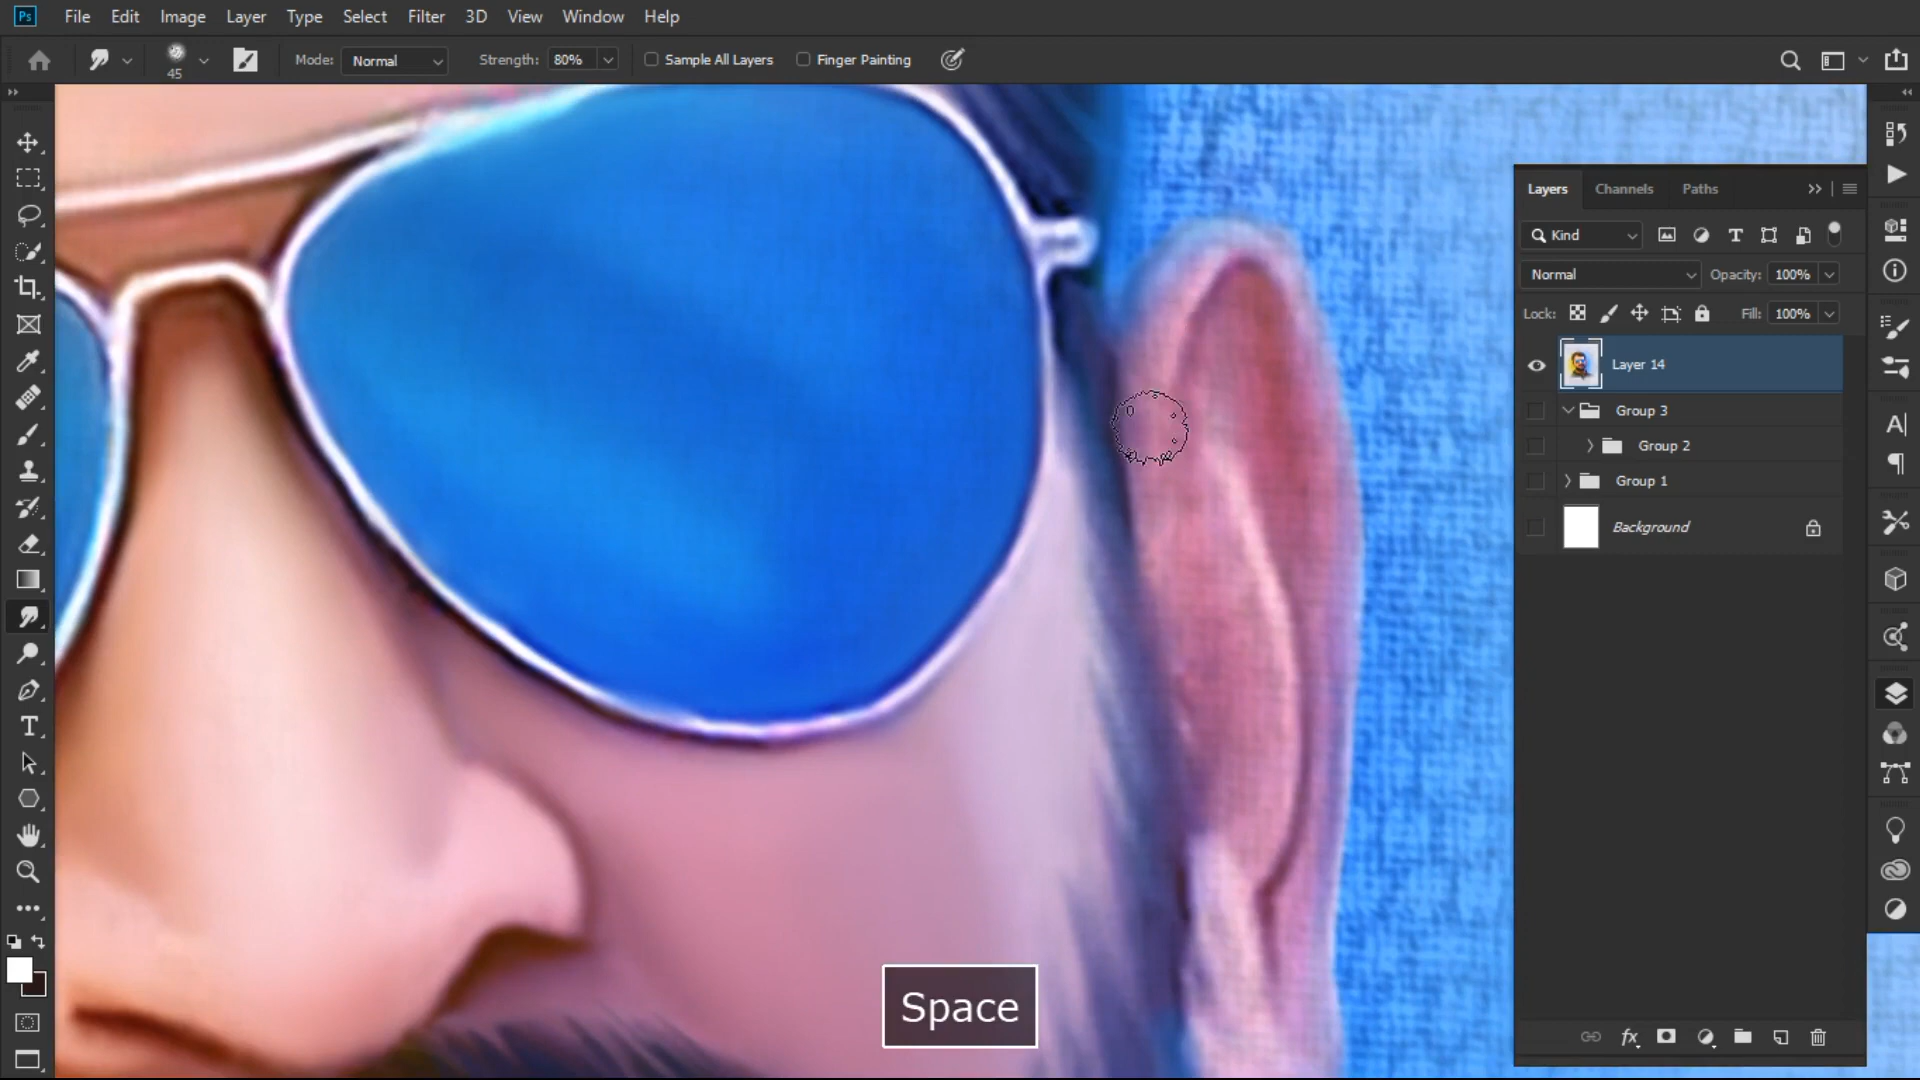 Ps File Edit Image Layer Type Select Filter 3D View Window Help
45 Mode: Normal Strength: 80% Sample All Layers Finger Painting
Layers Channels Paths
Kind
Normal Opacity: 100%
Lock: Fill: 100%
Layer 14
Group 3
Group 2
Group 1
Background
Space